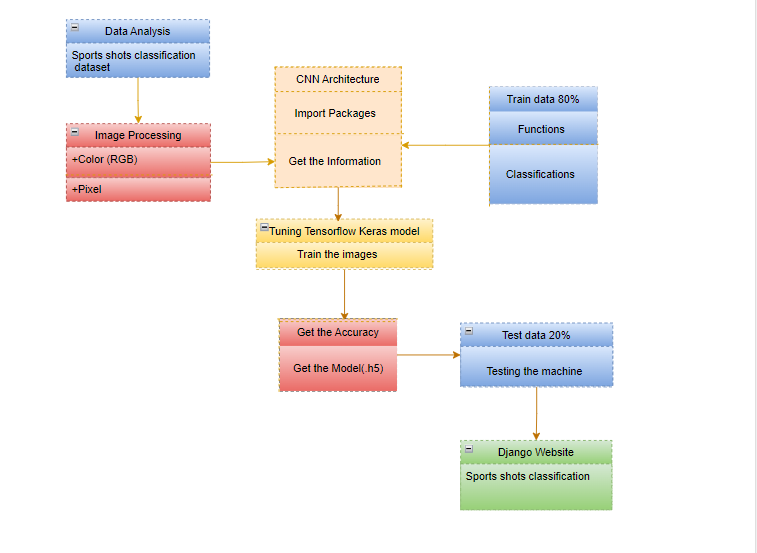 Data Analysis
Sports shots classification
dataset
Image Processing
+Color (RGB)
+Pixel
CNN Architecture
Import Packages
Get the Information
Train data 80%
Functions
Classifications
Tuning Tensorflow Keras model
Train the images
Get the Accuracy
Get the Model(.h5)
Test data 20%
Testing the machine
Django Website
Sports shots classification